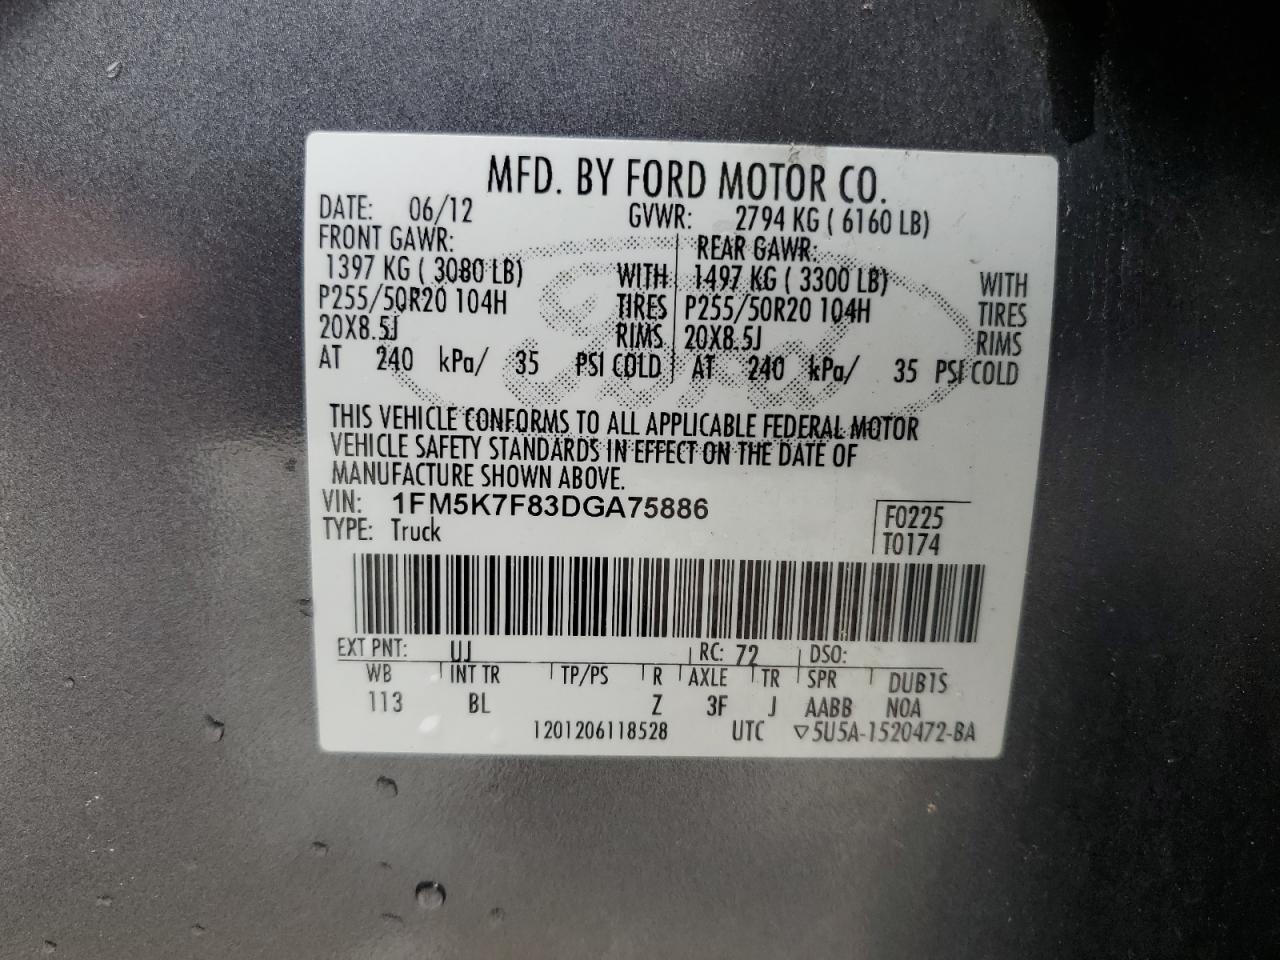 MFD. BY FORD MOTOR CO.
DATE: 06/12 GVWR: 2794 KG ( 6160 LB)
FRONT GAWR: REAR GAWR:
1397 KG ( 3080 LB) WITH 1497 KG ( 3300 LB) WITH
P255/50R20 104H TIRES P255/50R20 104H TIRES
20X8.5J RIMS 20X8.5J RIMS
AT 240 kPa/ 35 PSI COLD AT 240 kPa/ 35 PSI COLD
THIS VEHICLE CONFORMS TO ALL APPLICABLE FEDERAL MOTOR
VEHICLE SAFETY STANDARDS IN EFFECT ON THE DATE OF
MANUFACTURE SHOWN ABOVE.
VIN: 1FM5K7F83DGA75886 F0225
TYPE: Truck T0174
EXT PNT: UJ RC: 72 DSO:
WB INT TR TP/PS R AXLE TR SPR DUB1S
113 BL Z 3F J AABB N0A
1201206118528 UTC ▽5U5A-1520472-BA
Ford